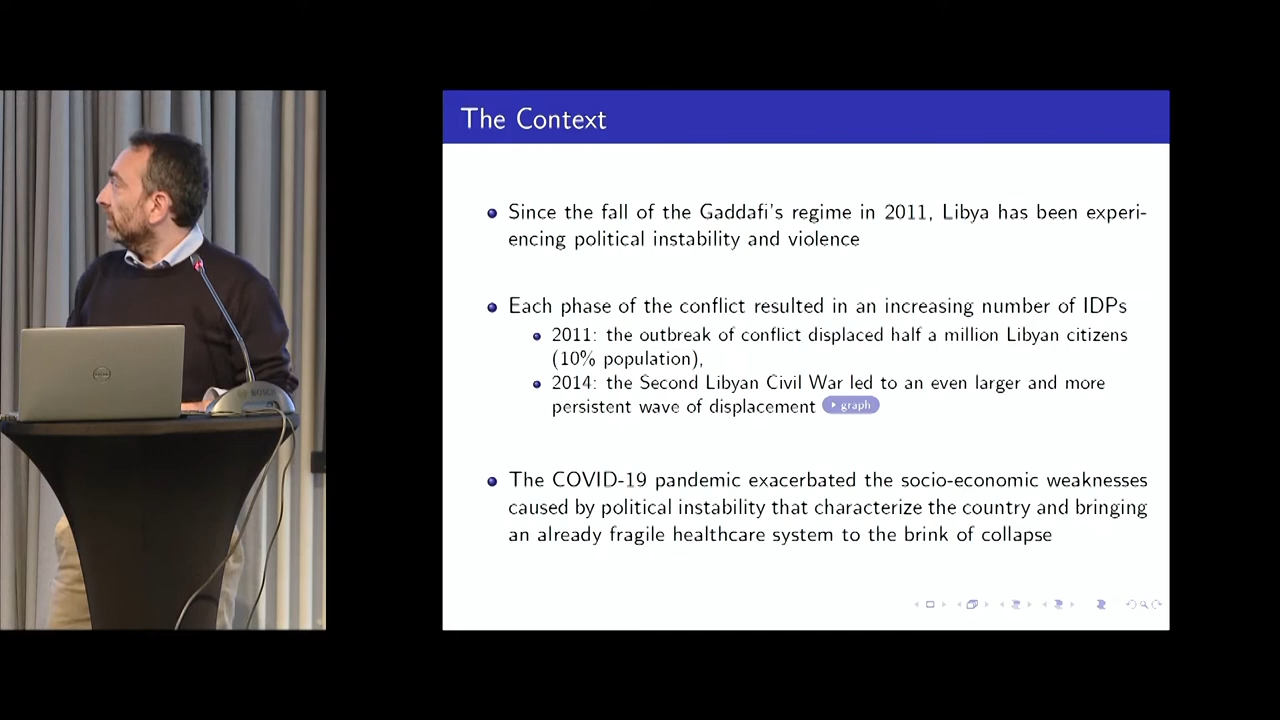 The Context
Since the fall of the Gaddafi's regime in 2011, Libya has been experi-
encing political instability and violence
Each phase of the conflict resulted in an increasing number of IDPs
2011: the outbreak of conflict displaced half a million Libyan citizens
(10% population),
2014: the Second Libyan Civil War led to an even larger and more
persistent wave of displacement graph
The COVID-19 pandemic exacerbated the socio-economic weaknesses
caused by political instability that characterize the country and bringing
an already fragile healthcare system to the brink of collapse
DELL
BOSCH